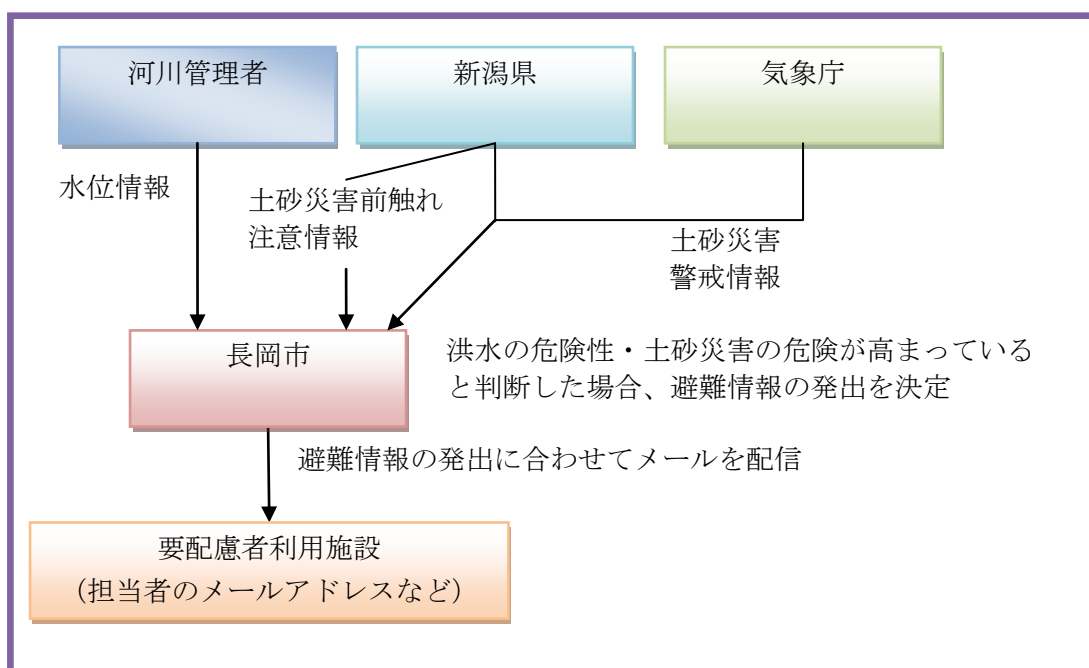 河川管理者
新潟県
気象庁
水位情報
土砂災害前触れ
注意情報
土砂災害
警戒情報
長岡市
洪水の危険性・土砂災害の危険が高まっている
と判断した場合、避難情報の発出を決定
避難情報の発出に合わせてメールを配信
要配慮者利用施設
（担当者のメールアドレスなど）